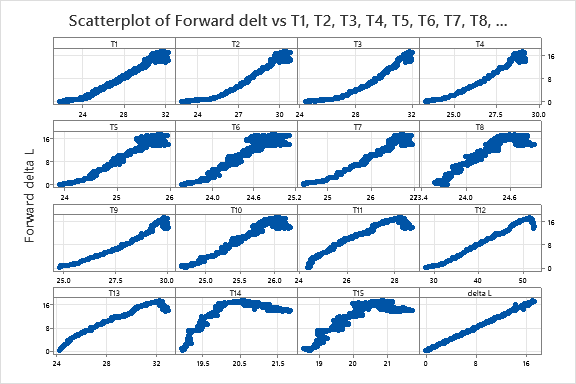 Scatterplot of Forward delt vs T1, T2, T3, T4, T5, T6, T7, T8, ...
T1 T2 T3 T4
24 28 32 24 27 30 24 28 32 25.0 27.5 30.0
16
8
0
T5 T6 T7 T8
16
8
0
24 25 26 24.0 24.6 25.2 25 26 24.0 24.6
T9 T10 T11 T12
25.0 27.5 30.0 25.0 25.5 26.0 24 26 28 30 40 50
16
8
0
T13 T14 T15 delta L
16
8
0
24 28 32 19.5 20.5 21.5 19 20 21 0 8 16
Forward delta L